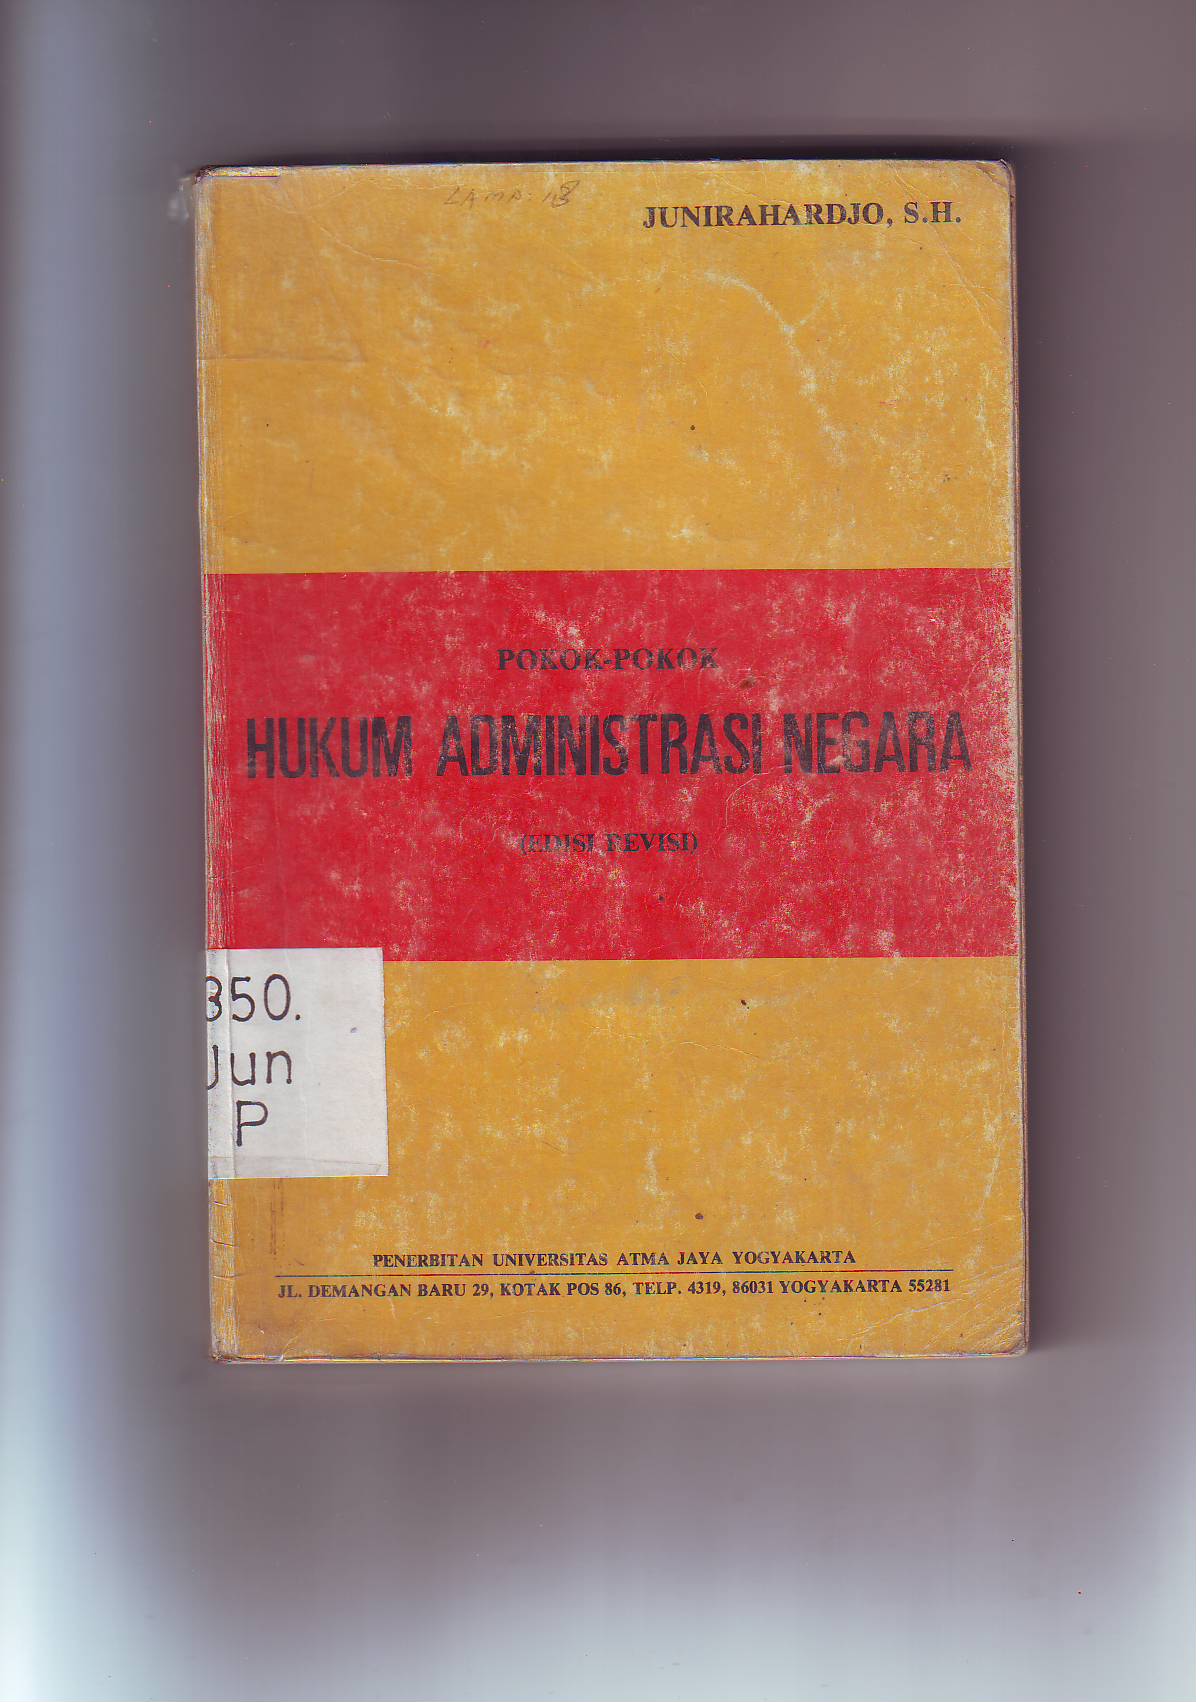 JUNIRAHARDJO, S.H.
POKOK-POKOK
HUKUM ADMINISTRASI NEGARA
(EDISI REVISI)
350.
Jun
P
PENERBITAN UNIVERSITAS ATMA JAYA YOGYAKARTA
JL. DEMANGAN BARU 29, KOTAK POS 86, TELP. 4319, 86031 YOGYAKARTA 55281